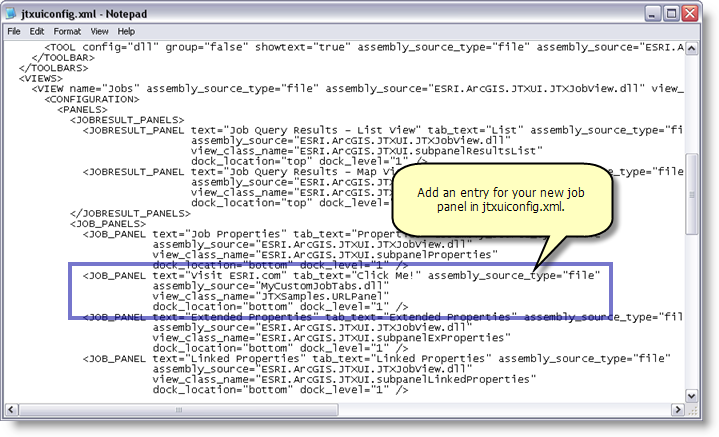 jtxuiconfig.xml - Notepad
File Edit Format View Help
<TOOL config="dll" group="false" showtext="true" assembly_source_type="file" assembly_source="ESRI.A
</TOOLBAR>
</TOOLBARS>
<VIEWS>
<VIEW name="Jobs" assembly_source_type="file" assembly_source="ESRI.ArcGIS.JTXUI.JTXJobView.dll" view_
<CONFIGURATION>
<PANELS>
<JOBRESULT_PANELS>
<JOBRESULT_PANEL text="Job Query Results - List View" tab_text="List" assembly_source_type="fi
assembly_source="ESRI.ArcGIS.JTXUI.JTXJobView.dll"
view_class_name="ESRI.ArcGIS.JTXUI.subpanelResultsList"
dock_location="top" dock_level="1" />
<JOBRESULT_PANEL text="Job Query Results - Map Vi
assembly_source="ESRI.ArcGIS.JTX
view_class_name="ESRI.ArcGIS.JTX
dock_location="top" dock_level="
</JOBRESULT_PANELS>
<JOB_PANELS>
<JOB_PANEL text="Job Properties" tab_text="Propert
assembly_source="ESRI.ArcGIS.JTXUI.JTXJobView.dll"
view_class_name="ESRI.ArcGIS.JTXUI.subpanelProperties"
dock_location="bottom" dock_level="1" />
<JOB_PANEL text="Visit ESRI.com" tab_text="Click Me!" assembly_source_type="file"
assembly_source="MyCustomJobTabs.dll"
view_class_name="JTXSamples.URLPanel"
dock_location="bottom" dock_level="1" />
<JOB_PANEL text="Extended Properties" tab_text="Extended Properties" assembly_source_type="fil
assembly_source="ESRI.ArcGIS.JTXUI.JTXJobView.dll"
view_class_name="ESRI.ArcGIS.JTXUI.subpanelExProperties"
dock_location="bottom" dock_level="1" />
<JOB_PANEL text="Linked Properties" tab_text="Linked Properties" assembly_source_type="file"
assembly_source="ESRI.ArcGIS.JTXUI.JTXJobView.dll"
view_class_name="ESRI.ArcGIS.JTXUI.subpanelLinkedProperties"
dock_location="bottom" dock_level="1" />
Add an entry for your new job
panel in jtxuiconfig.xml.